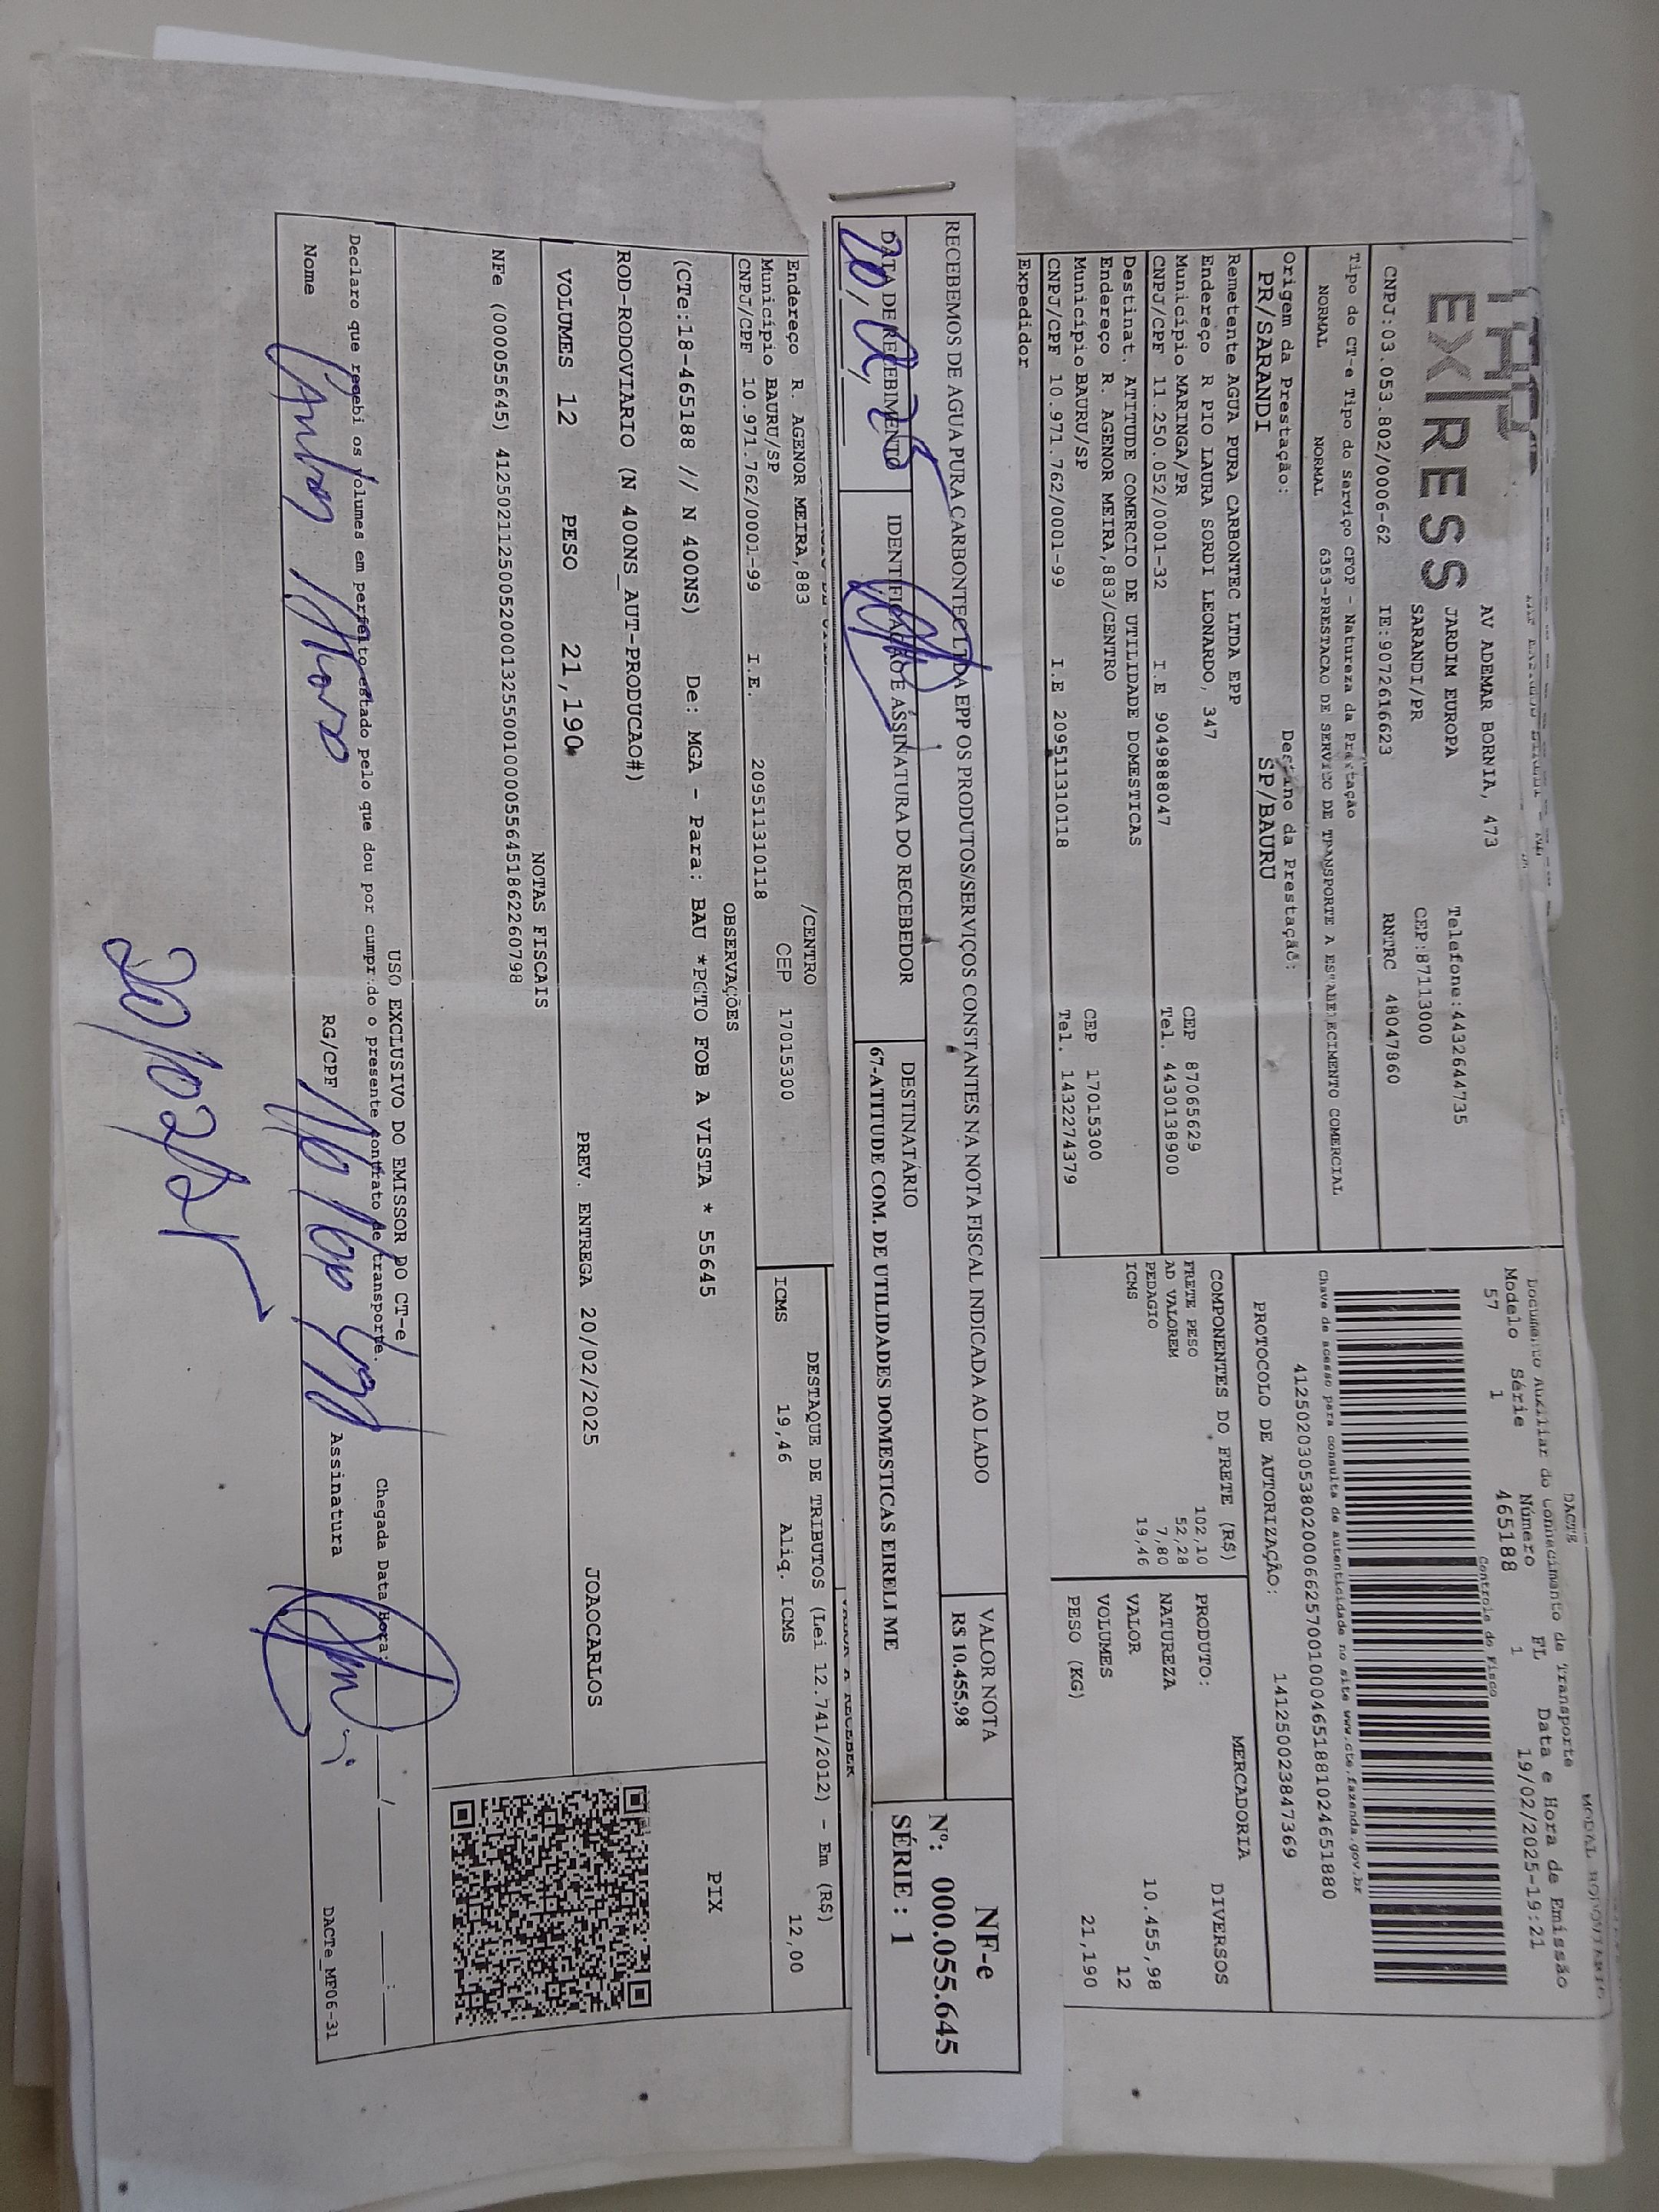 MODAL RODOVIARIO
DACTE
Documento Auxiliar do Conhecimento de Transporte
Modelo Série Número FL Data e Hora de Emissão
57 1 465188 1 19/02/2025-19:21
Controle do Fisco
EXPRESS
AV ADEMAR BORNIA, 473
JARDIM EUROPA Telefone:4432644735
SARANDI/PR CEP:87113000
CNPJ:03.053.802/0006-62 IE:9072616623 RNTRC 48047860
Chave de acesso para consulta de autenticidade no site www.cte.fazenda.gov.br
41250203053802000662570010004651881024651880
PROTOCOLO DE AUTORIZAÇÃO: 141250023847369
Tipo do CT-e Tipo do Serviço CFOP - Natureza da Prestação
NORMAL NORMAL 6353-PRESTACAO DE SERVICO DE TRANSPORTE A ESTABELECIMENTO COMERCIAL
Origem da Prestação: Destino da Prestação:
PR/SARANDI SP/BAURU
Remetente AGUA PURA CARBONTEC LTDA EPP
Endereço R PIO LAURA SORDI LEONARDO, 347 CEP 87065629
Município MARINGA/PR Tel. 4430138900
CNPJ/CPF 11.250.052/0001-32 I.E 9049888047
Destinat. ATITUDE COMERCIO DE UTILIDADE DOMESTICAS
Endereço R. AGENOR MEIRA,883/CENTRO CEP 17015300
Município BAURU/SP Tel. 1432274379
CNPJ/CPF 10.971.762/0001-99 I.E 209511310118
Expedidor
COMPONENTES DO FRETE (R$)
FRETE PESO 102,10
AD VALOREM 52,28
PEDAGIO 7,80
ICMS 19,46
MERCADORIA
PRODUTO: DIVERSOS
NATUREZA
VALOR 10.455,98
VOLUMES 12
PESO (KG) 21,190
RECEBEMOS DE AGUA PURA CARBONTEC LTDA EPP OS PRODUTOS/SERVIÇOS CONSTANTES NA NOTA FISCAL INDICADA AO LADO
VALOR NOTA
R$ 10.455,98
NF-e
Nº: 000.055.645
SÉRIE : 1
DATA DE RECEBIMENTO
IDENTIFICAÇÃO E ASSINATURA DO RECEBEDOR
DESTINATÁRIO
67-ATITUDE COM. DE UTILIDADES DOMESTICAS EIRELI ME
VALOR A RECEBER
Endereço R. AGENOR MEIRA,883 /CENTRO
Município BAURU/SP CEP 17015300
CNPJ/CPF 10.971.762/0001-99 I.E. 209511310118
DESTAQUE DE TRIBUTOS (Lei 12.741/2012) - Em (R$)
ICMS 19,46 Aliq. ICMS 12,00
OBSERVAÇÕES
(CTe:18-465188 // N 400NS) De: MGA - Para: BAU *PGTO FOB A VISTA * 55645
ROD-RODOVIARIO (N 400NS_AUT-PRODUCAO#)
PIX
VOLUMES 12 PESO 21,190 PREV. ENTREGA 20/02/2025 JOAOCARLOS
NOTAS FISCAIS
NFe (000055645) 41250211250052000132550010000556451862260798
USO EXCLUSIVO DO EMISSOR DO CT-e
Declaro que recebi os volumes em perfeito estado pelo que dou por cumprido o presente contrato de transporte.
Chegada Data Hora: / :
Nome RG/CPF Assinatura
DACTe_MF06-31
20/02/25